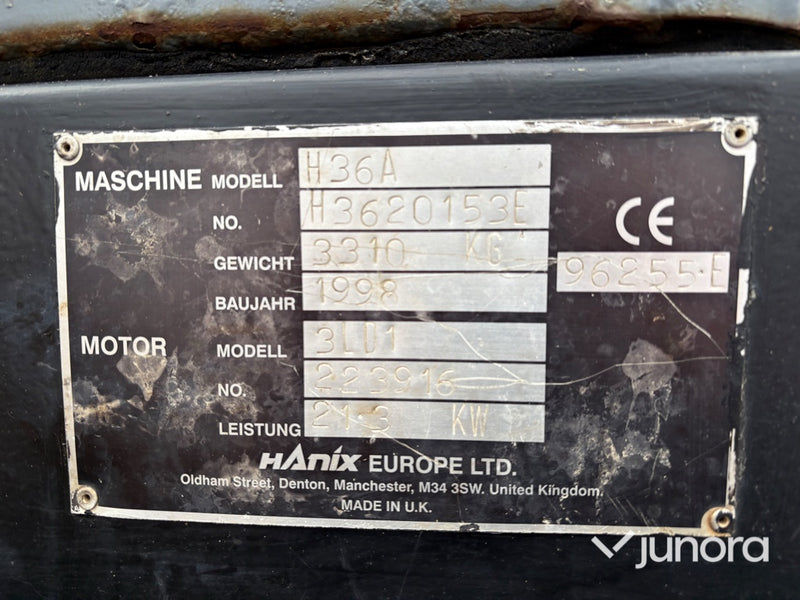 MASCHINE MODELL H36A
NO. H3620153E
GEWICHT 3310 KG
BAUJAHR 1998
CE
96255·E
MOTOR MODELL 3LD1
NO. 223916
LEISTUNG 21·3 KW
HAnix EUROPE LTD.
Oldham Street, Denton, Manchester, M34 3SW. United Kingdom.
MADE IN U.K.
junora